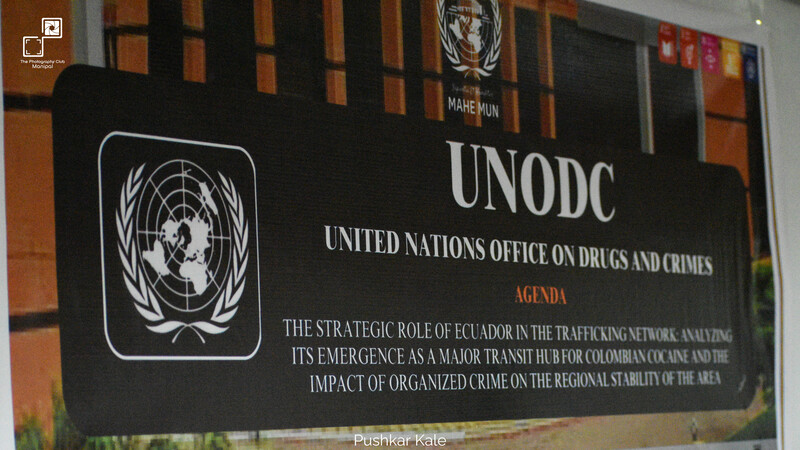 The Photography Club
Manipal
MAHE MUN
UNODC
UNITED NATIONS OFFICE ON DRUGS AND CRIMES
AGENDA
THE STRATEGIC ROLE OF ECUADOR IN THE TRAFFICKING NETWORK: ANALYZING
ITS EMERGENCE AS A MAJOR TRANSIT HUB FOR COLOMBIAN COCAINE AND THE
IMPACT OF ORGANIZED CRIME ON THE REGIONAL STABILITY OF THE AREA
Pushkar Kale